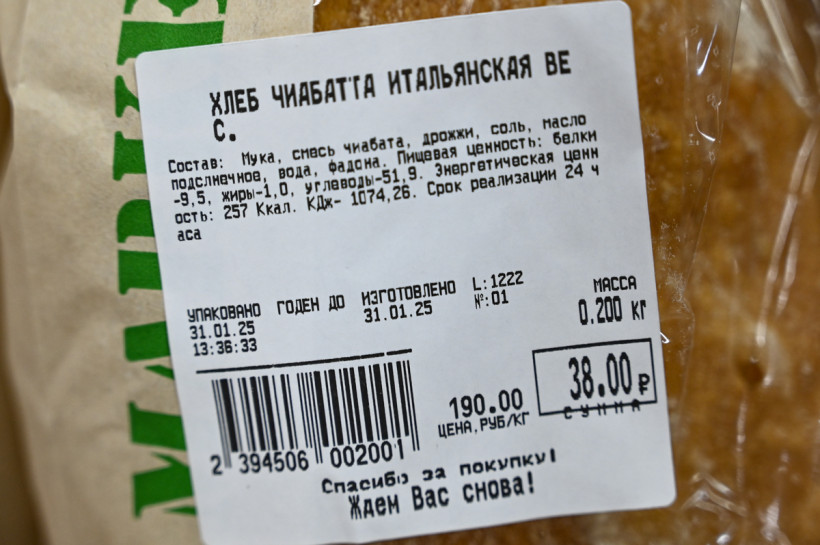 MARKE
ХЛЕБ ЧИАБАТТА ИТАЛЬЯНСКАЯ ВЕ
С.
Состав: Мука, смесь чиабата, дрожжи, соль, масло
подслнечное, вода, фадона. Пищевая ценность: белки
-9,5, жиры-1,0, углеводы-51,9. Энергетическая ценн
ость: 257 Ккал. КДж- 1074,26. Срок реализации 24 ч
аса
УПАКОВАНО ГОДЕН ДО ИЗГОТОВЛЕНО L:1222
31.01.25 31.01.25 №:01
13:36:33
МАССА
0.200 кг
38.00 ₽
СУММА
190.00
ЦЕНА,РУБ/КГ
2 394506 002001
Спасибо за покупку!
Ждем Вас снова!